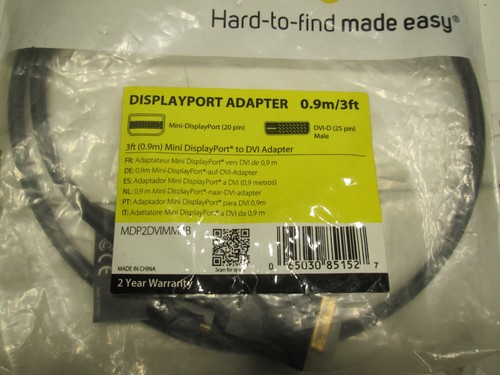 Hard-to-find made easy®
DISPLAYPORT ADAPTER 0.9m/3ft
Mini-DisplayPort (20 pin)
DVI-D (25 pin)
Male
3ft (0.9m) Mini DisplayPort® to DVI Adapter
FR: Adaptateur Mini DisplayPort® vers DVI de 0,9 m
DE: 0,9m Mini-DisplayPort®-auf-DVI-Adapter
ES: Adaptador Mini DisplayPort® a DVI (0,9 metros)
NL: 0,9 m Mini-DisplayPort®-naar-DVI-adapter
PT: Adaptador Mini DisplayPort® para DVI 0,9m
IT: Adattatore Mini DisplayPort® a DVI da 0,9 m
MADE IN CHINA
2 Year Warranty
0 65030 85152 7